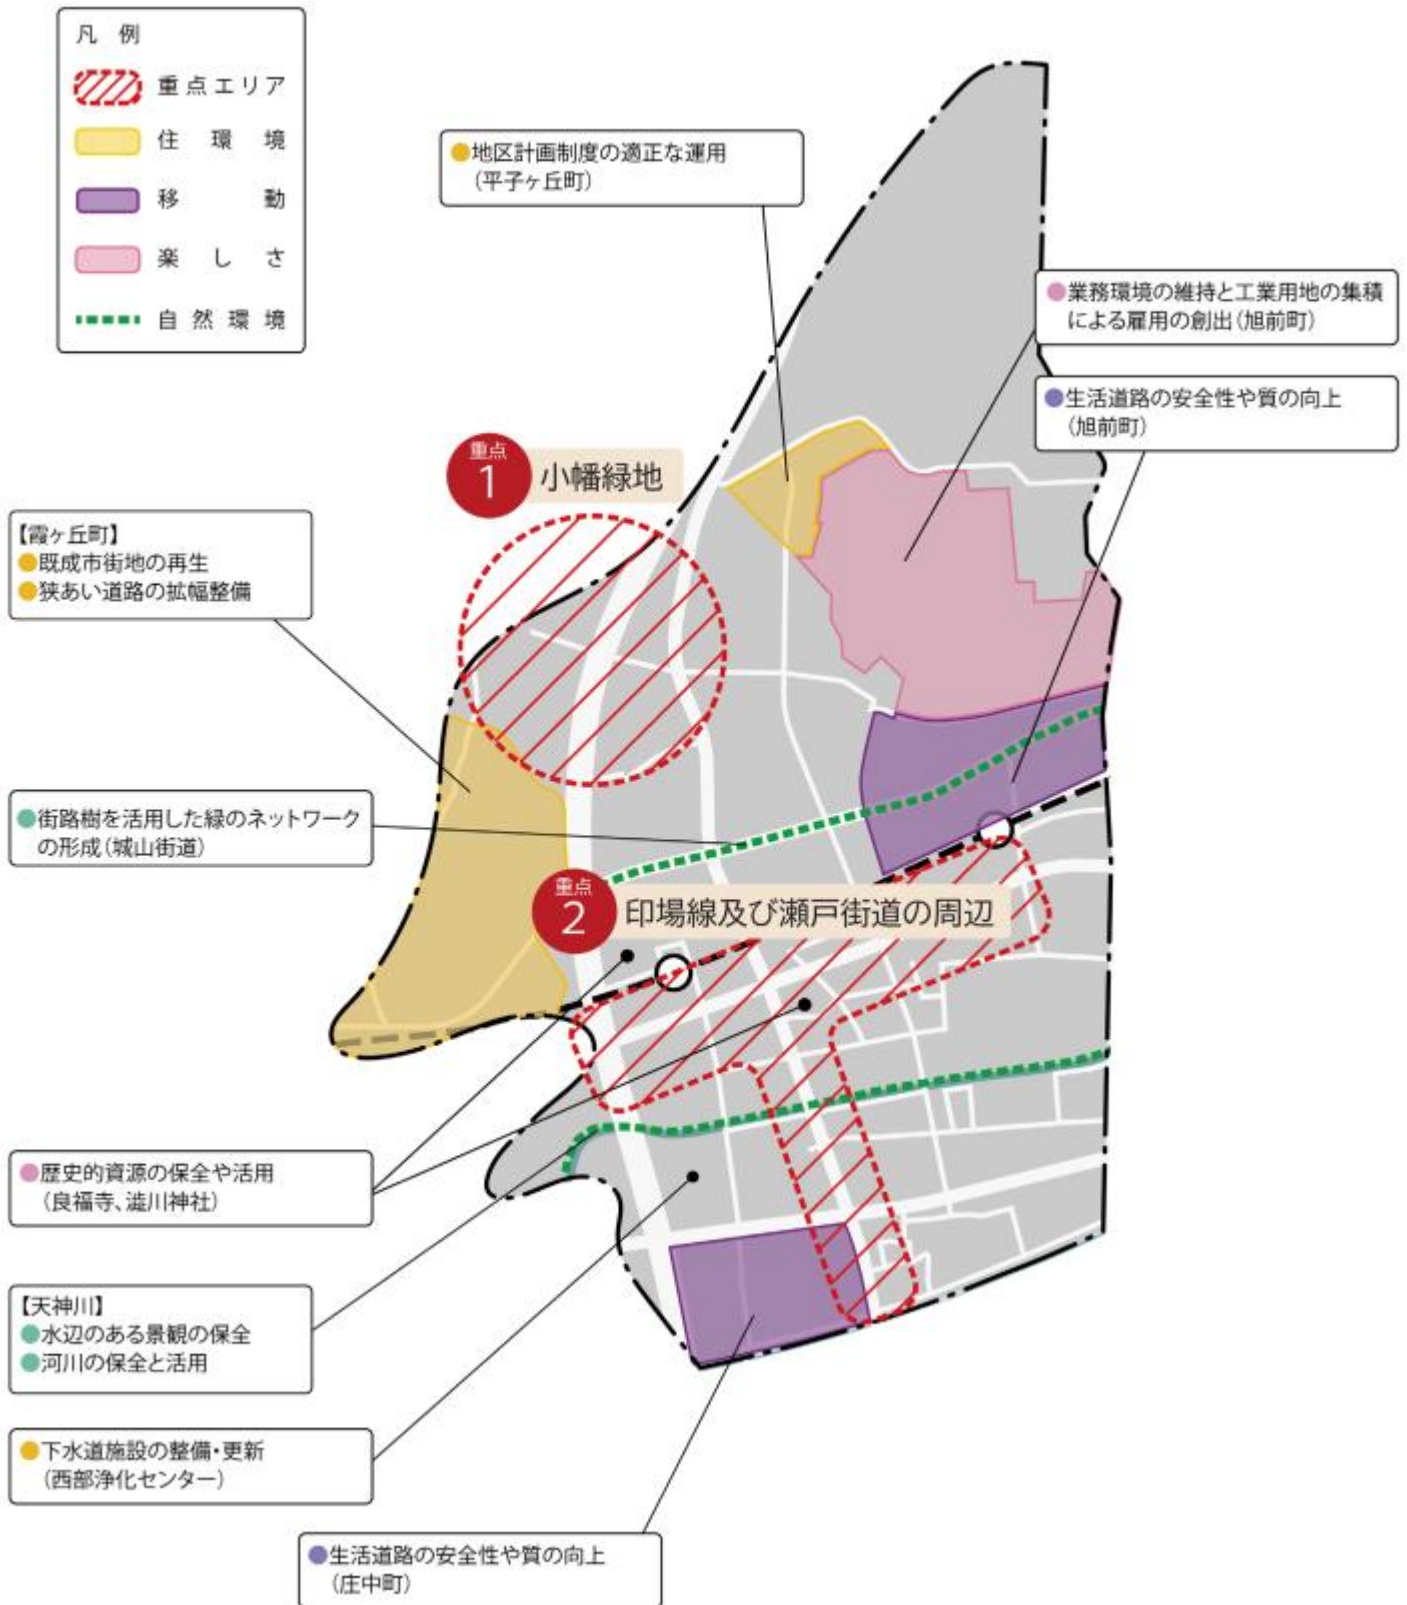 凡 例
重点エリア
住環境
移動
楽しさ
自然環境
●地区計画制度の適正な運用
(平子ヶ丘町)
●業務環境の維持と工業用地の集積
による雇用の創出(旭前町)
●生活道路の安全性や質の向上
(旭前町)
重点
1
小幡緑地
【霞ヶ丘町】
●既成市街地の再生
●狭あい道路の拡幅整備
●街路樹を活用した緑のネットワーク
の形成(城山街道)
重点
2
印場線及び瀬戸街道の周辺
●歴史的資源の保全や活用
(良福寺、澁川神社)
【天神川】
●水辺のある景観の保全
●河川の保全と活用
●下水道施設の整備・更新
(西部浄化センター)
●生活道路の安全性や質の向上
(庄中町)